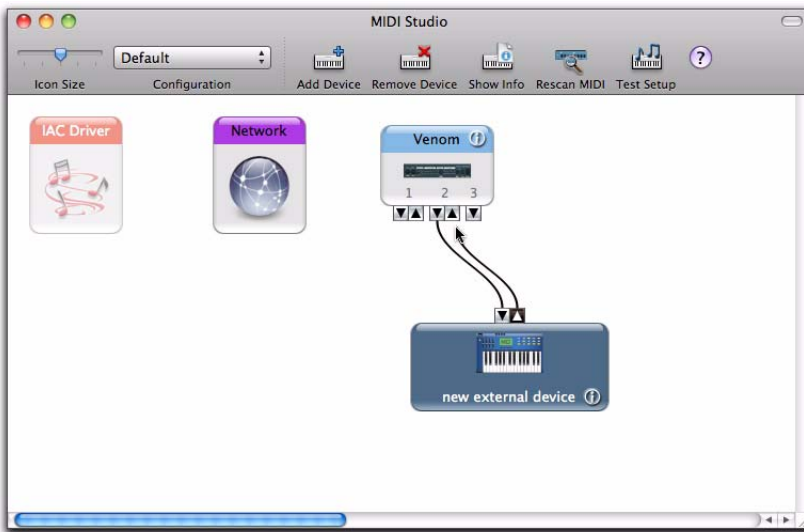 MIDI Studio
Default
Icon Size
Configuration
Add Device
Remove Device
Show Info
Rescan MIDI
Test Setup
?
IAC Driver
Network
Venom
i
1 2 3
new external device
i